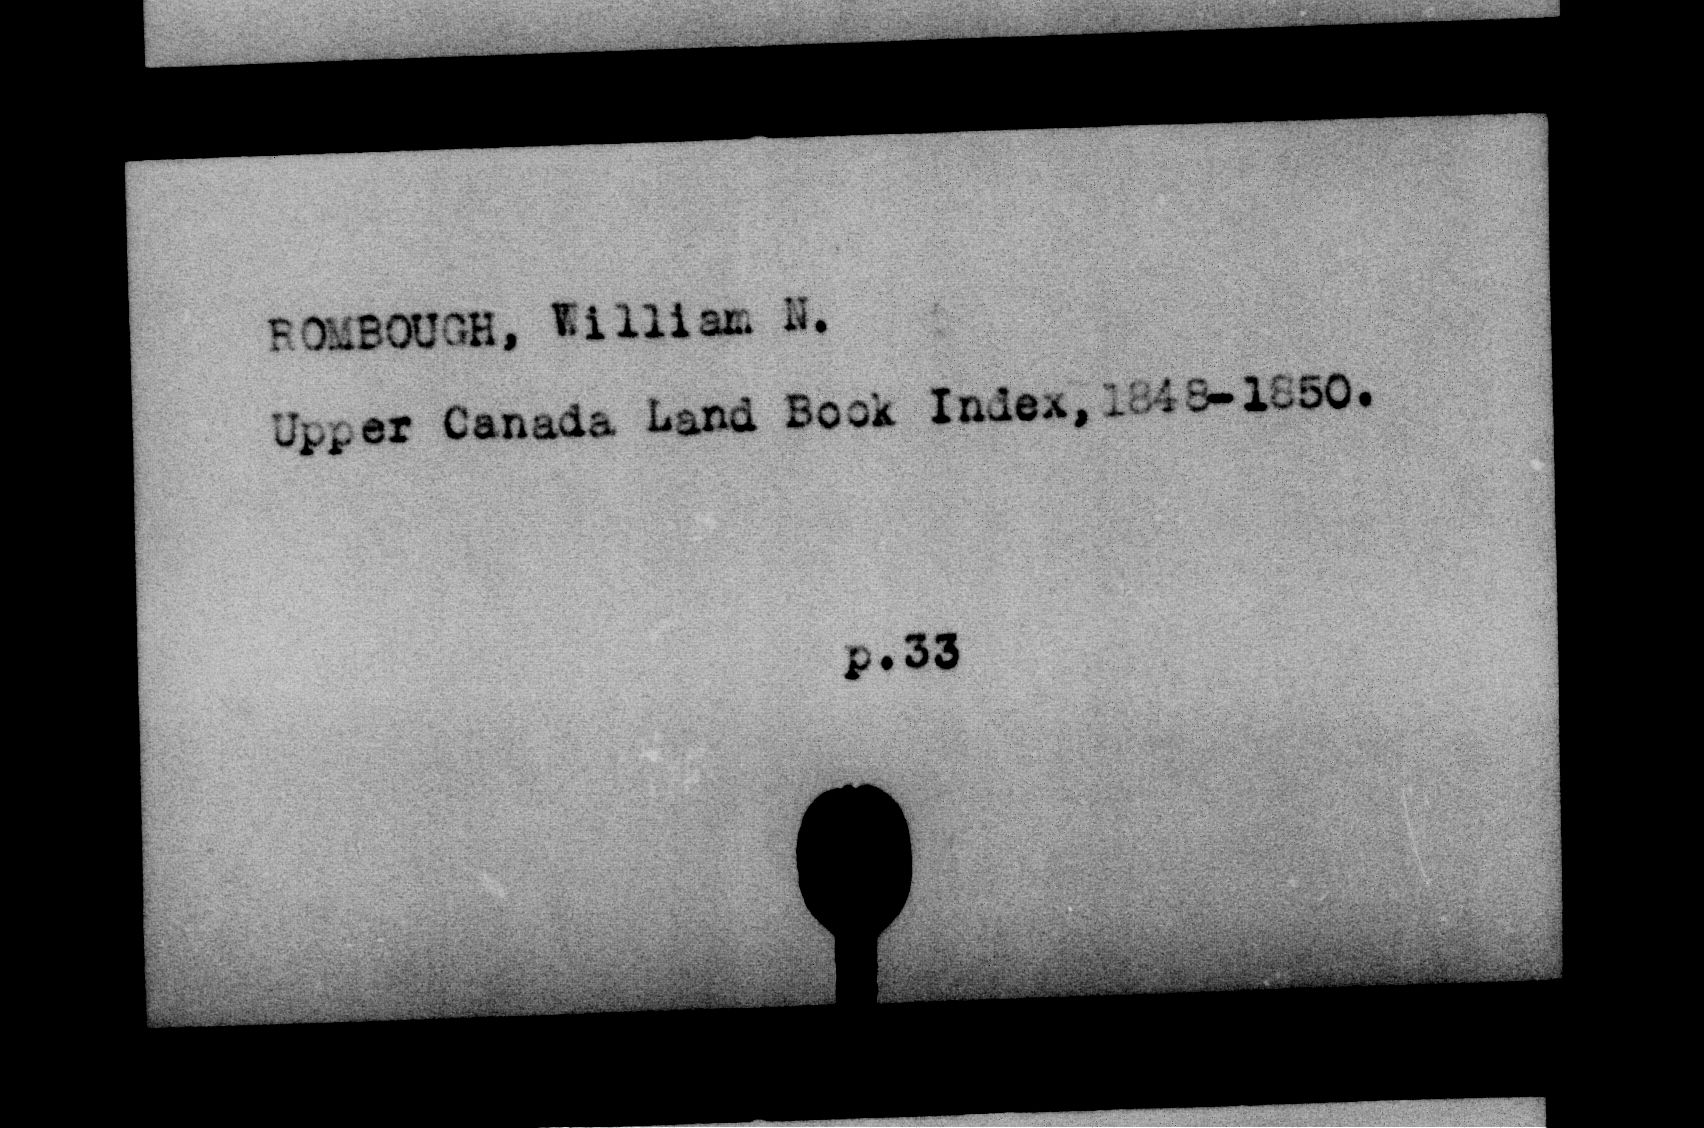 ROMBOUGH, William N.
Upper Canada Land Book Index, 1848-1850.
p.33